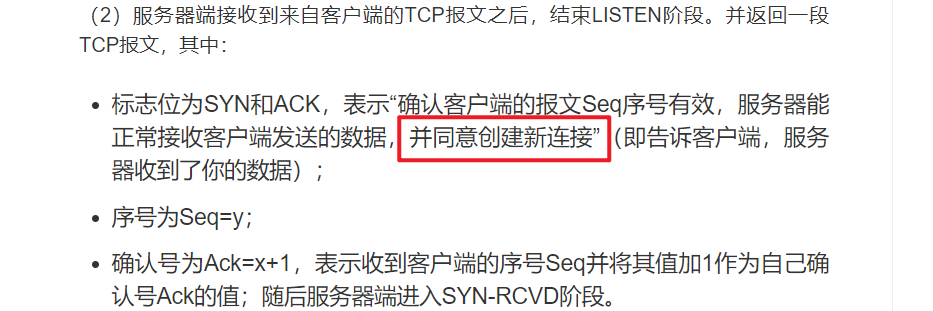 （2）服务器端接收到来自客户端的TCP报文之后，结束LISTEN阶段。并返回一段
TCP报文，其中：
• 标志位为SYN和ACK，表示“确认客户端的报文Seq序号有效，服务器能
正常接收客户端发送的数据，并同意创建新连接”（即告诉客户端，服务
器收到了你的数据）；
• 序号为Seq=y；
• 确认号为Ack=x+1，表示收到客户端的序号Seq并将其值加1作为自己确
认号Ack的值；随后服务器端进入SYN-RCVD阶段。